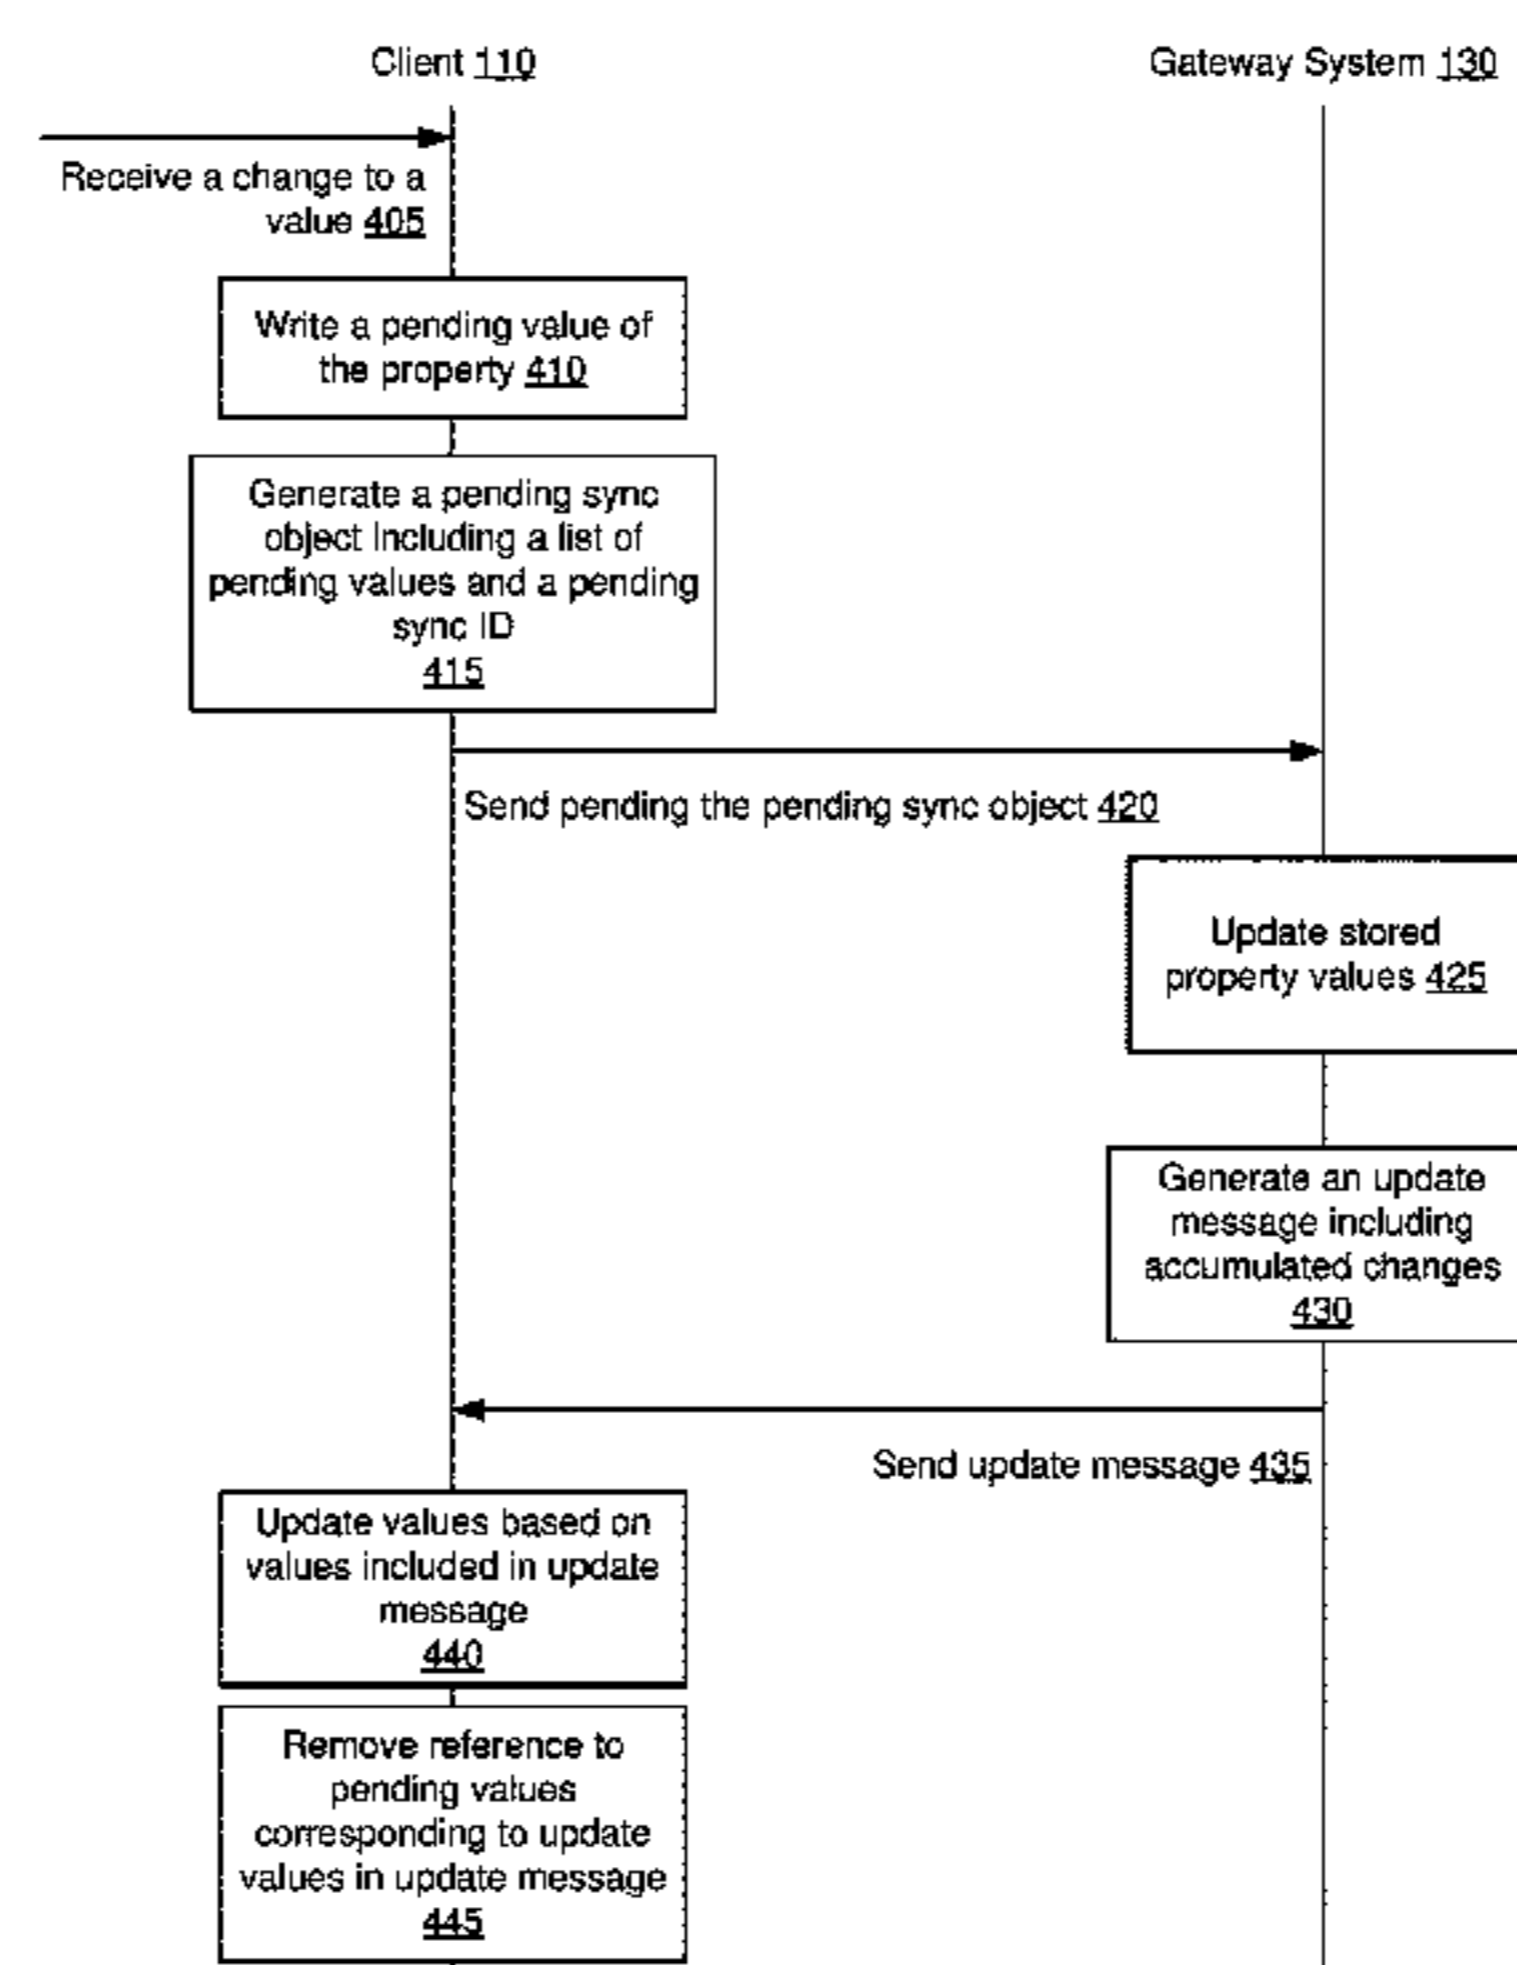 Client 110
Gateway System 130
Receive a change to a
value 405
Write a pending value of
the property 410
Generate a pending sync
object including a list of
pending values and a pending
sync ID
415
Send pending the pending sync object 420
Update stored
property values 425
Generate an update
message including
accumulated changes
430
Send update message 435
Update values based on
values included in update
message
440
Remove reference to
pending values
corresponding to update
values in update message
445